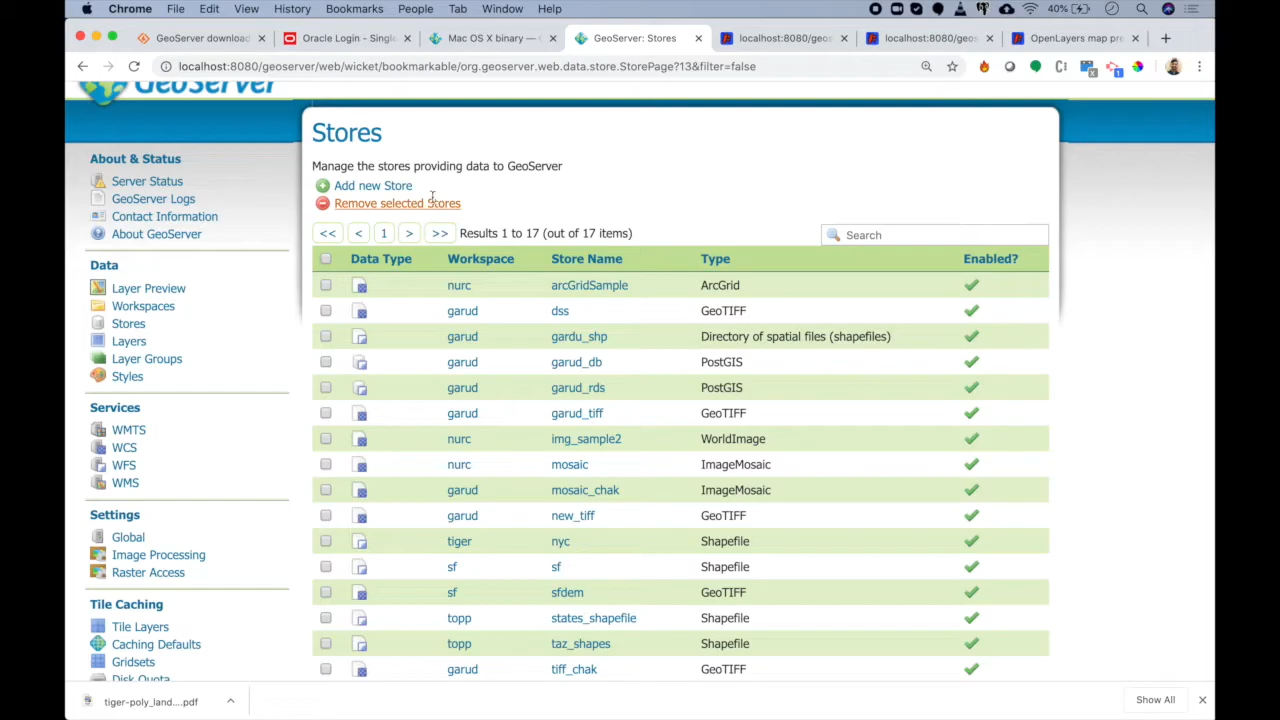 Chrome File Edit View History Bookmarks People Tab Window Help 40%
GeoServer download Oracle Login - Single Mac OS X binary — GeoServer: Stores localhost:8080/geos localhost:8080/geos OpenLayers map pre
localhost:8080/geoserver/web/wicket/bookmarkable/org.geoserver.web.data.store.StorePage?13&filter=false
GeoServer
About & Status
Server Status
GeoServer Logs
Contact Information
About GeoServer
Data
Layer Preview
Workspaces
Stores
Layers
Layer Groups
Styles
Services
WMTS
WCS
WFS
WMS
Settings
Global
Image Processing
Raster Access
Tile Caching
Tile Layers
Caching Defaults
Gridsets
Disk Quota
Stores
Manage the stores providing data to GeoServer
Add new Store
Remove selected Stores
<< < 1 > >> Results 1 to 17 (out of 17 items) Search
Data Type Workspace Store Name Type Enabled?
nurc arcGridSample ArcGrid
garud dss GeoTIFF
garud gardu_shp Directory of spatial files (shapefiles)
garud garud_db PostGIS
garud garud_rds PostGIS
garud garud_tiff GeoTIFF
nurc img_sample2 WorldImage
nurc mosaic ImageMosaic
garud mosaic_chak ImageMosaic
garud new_tiff GeoTIFF
tiger nyc Shapefile
sf sf Shapefile
sf sfdem GeoTIFF
topp states_shapefile Shapefile
topp taz_shapes Shapefile
garud tiff_chak GeoTIFF
tiger-poly_land....pdf Show All